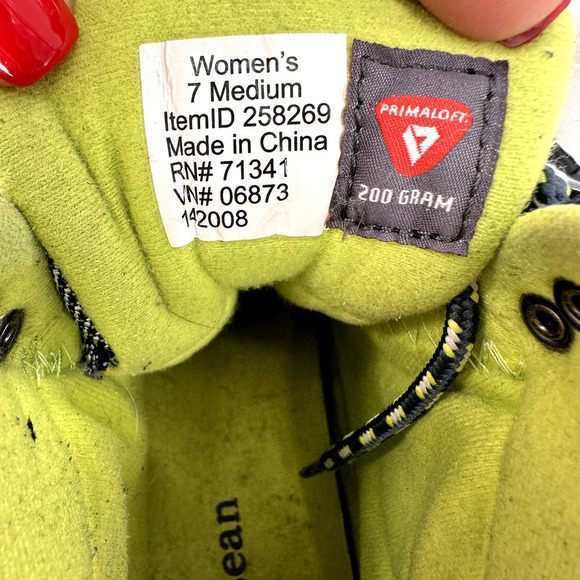 Women's
7 Medium
ItemID 258269
Made in China
RN# 71341
VN# 06873
142008
PRIMALOFT.
200 GRAM
ean